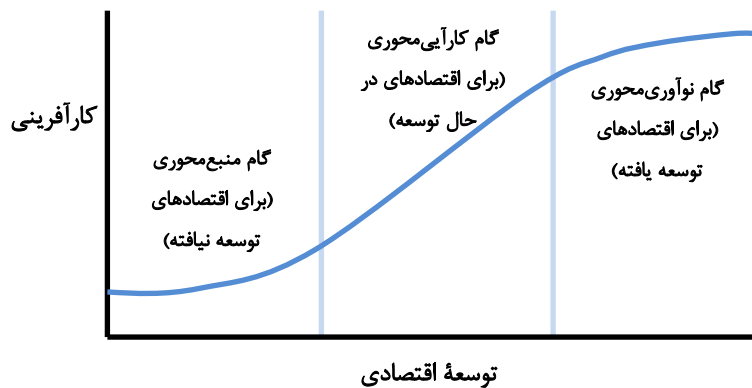 کارآفرینی
گام منبع‌محوری
(برای اقتصادهای
توسعه نیافته)
گام کارآیی‌محوری
(برای اقتصادهای در
حال توسعه)
گام نوآوری‌محوری
(برای اقتصادهای
توسعه یافته)
توسعۀ اقتصادی